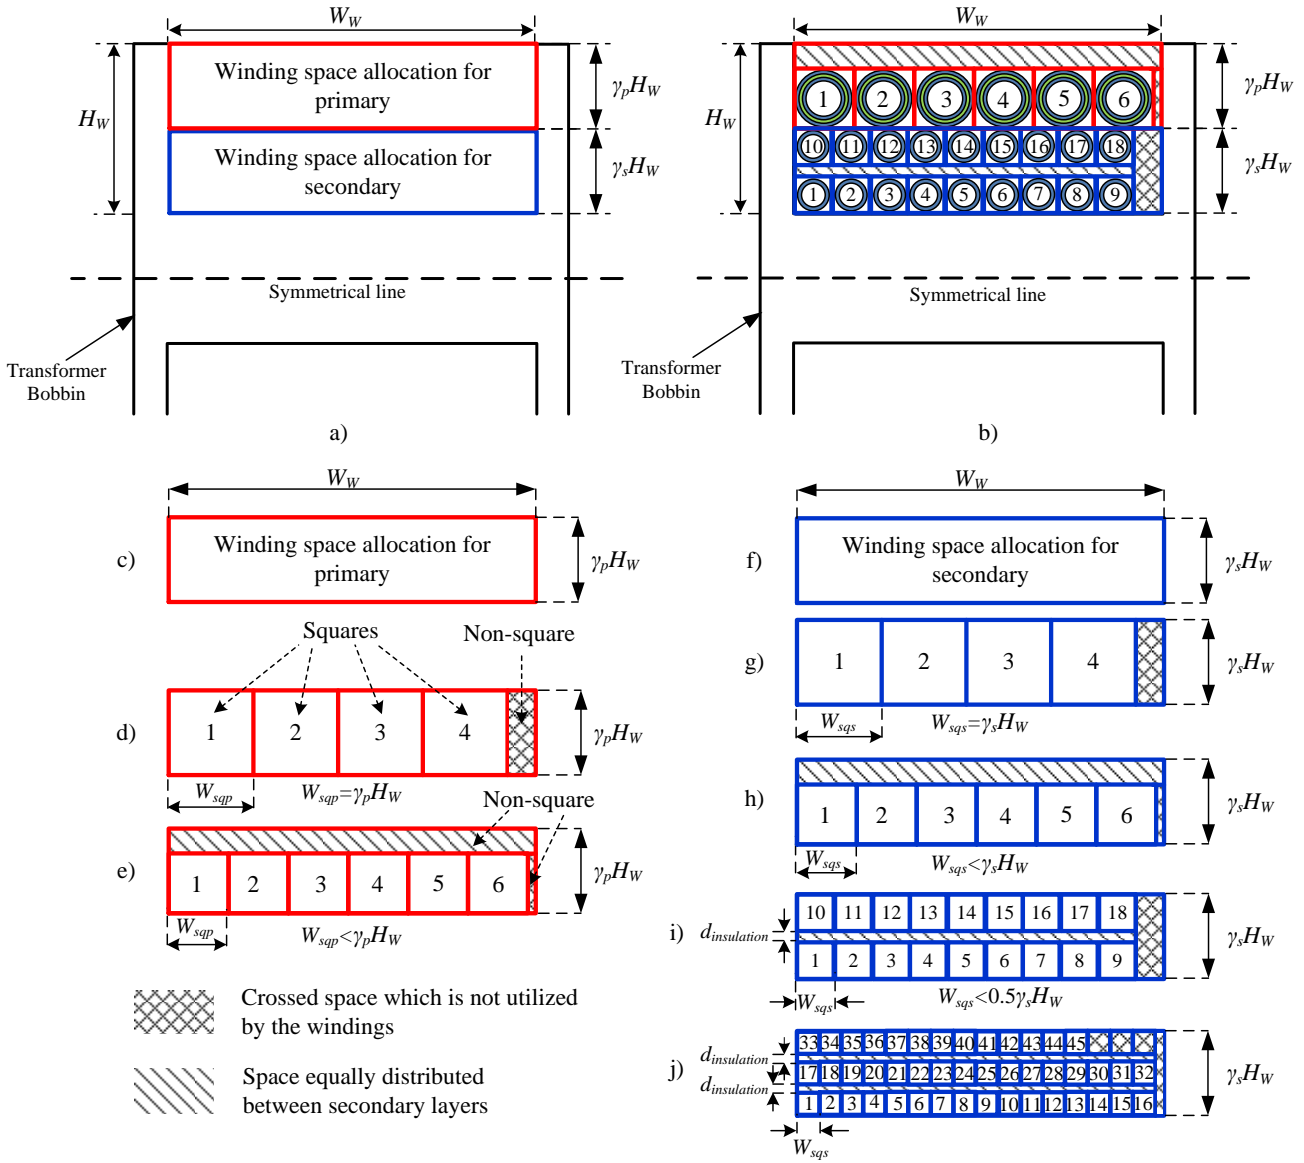 W_W
H_W
Winding space allocation for
primary
γ_pH_W
Winding space allocation for
secondary
γ_sH_W
Symmetrical line
Transformer
Bobbin
a)
W_W
H_W
1 2 3 4 5 6
γ_pH_W
10 11 12 13 14 15 16 17 18
1 2 3 4 5 6 7 8 9
γ_sH_W
Symmetrical line
Transformer
Bobbin
b)
W_W
c)
Winding space allocation for
primary
γ_pH_W
Squares
Non-square
d)
1 2 3 4
γ_pH_W
W_sqp
W_sqp=γ_pH_W
Non-square
e)
1 2 3 4 5 6
γ_pH_W
W_sqp
W_sqp<γ_pH_W
Crossed space which is not utilized
by the windings
Space equally distributed
between secondary layers
W_W
f)
Winding space allocation for
secondary
γ_sH_W
g)
1 2 3 4
γ_sH_W
W_sqs
W_sqs=γ_sH_W
h)
1 2 3 4 5 6
γ_sH_W
W_sqs
W_sqs<γ_sH_W
i)
10 11 12 13 14 15 16 17 18
d_insulation
1 2 3 4 5 6 7 8 9
γ_sH_W
W_sqs
W_sqs<0.5γ_sH_W
j)
33 34 35 36 37 38 39 40 41 42 43 44 45
d_insulation
17 18 19 20 21 22 23 24 25 26 27 28 29 30 31 32
d_insulation
1 2 3 4 5 6 7 8 9 10 11 12 13 14 15 16
γ_sH_W
W_sqs